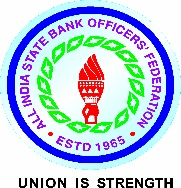 ALL INDIA STATE BANK OFFICERS' FEDERATION
• ESTD 1965 •
UNION IS STRENGTH